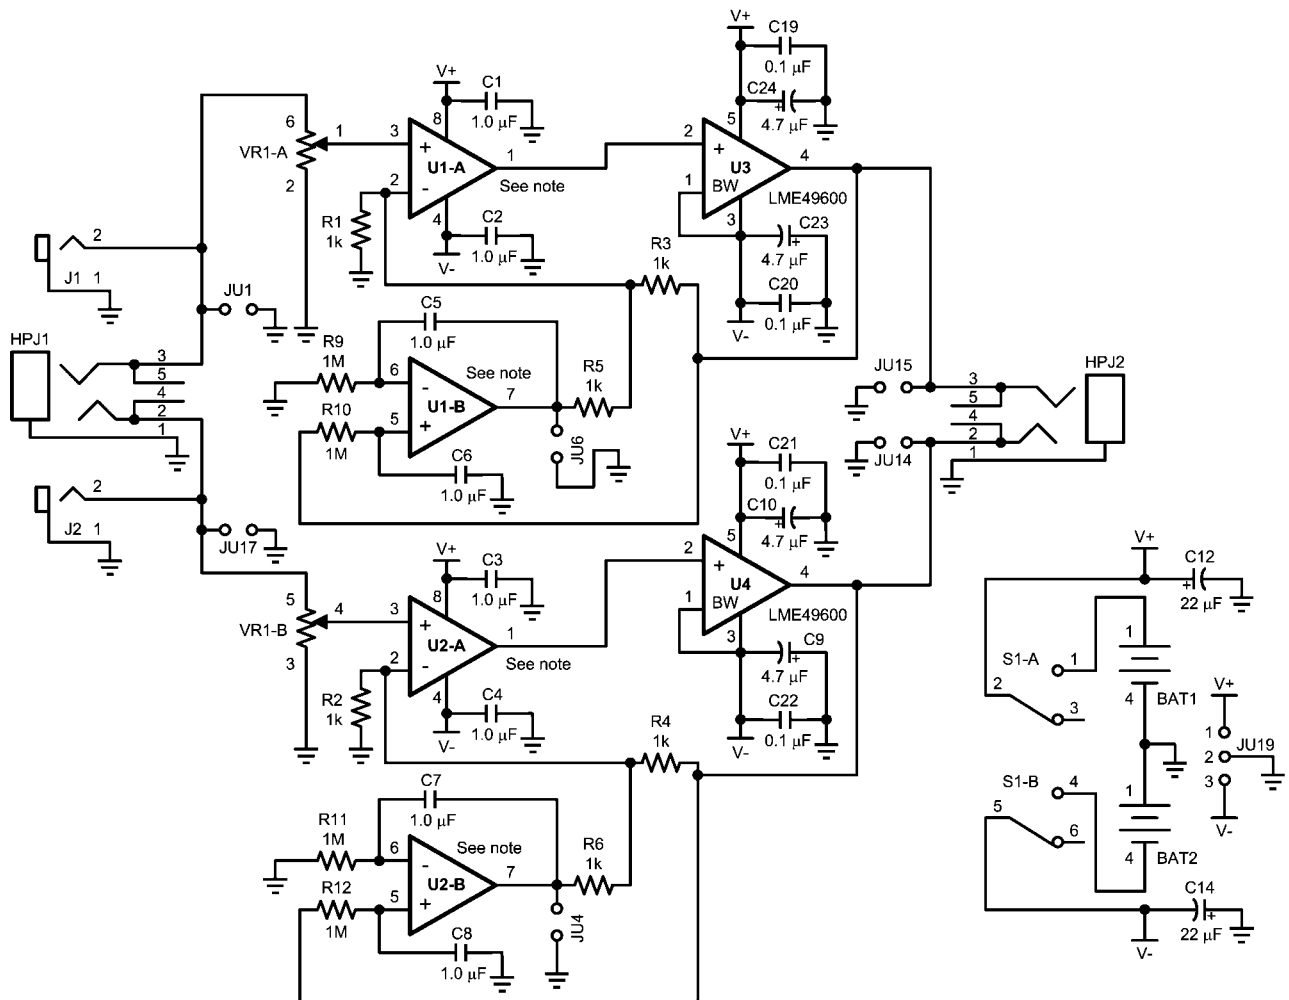 V+
C19
0.1 µF
C24
+
4.7 µF
V+
C1
1.0 µF
8
5
6
1
3
+
1
2
+
4
VR1-A
U1-A
U3
See note
2
2
-
1
BW
LME49600
R1
1k
4
C2
1.0 µF
V-
3
C23
+
4.7 µF
R3
1k
C20
0.1 µF
V-
2
J1
1
JU1
C5
1.0 µF
HPJ1
3
5
4
2
1
R9
1M
6
-
See note
U1-B
7
R5
1k
R10
1M
5
+
JU6
C6
1.0 µF
JU15
3
HPJ2
5
4
2
1
JU14
V+
C21
0.1 µF
C10
+
4.7 µF
2
J2
1
JU17
V+
C3
1.0 µF
8
5
5
4
3
+
1
2
+
4
VR1-B
U2-A
U4
See note
3
2
-
1
BW
LME49600
R2
1k
4
C4
1.0 µF
V-
3
C9
+
4.7 µF
R4
1k
C22
0.1 µF
V-
V+
C12
+
22 µF
S1-A
1
1
2
3
4
BAT1
V+
1
2
JU19
3
V-
S1-B
4
1
5
6
4
BAT2
C14
+
22 µF
V-
C7
1.0 µF
R11
1M
6
-
See note
U2-B
7
R6
1k
R12
1M
5
+
JU4
C8
1.0 µF